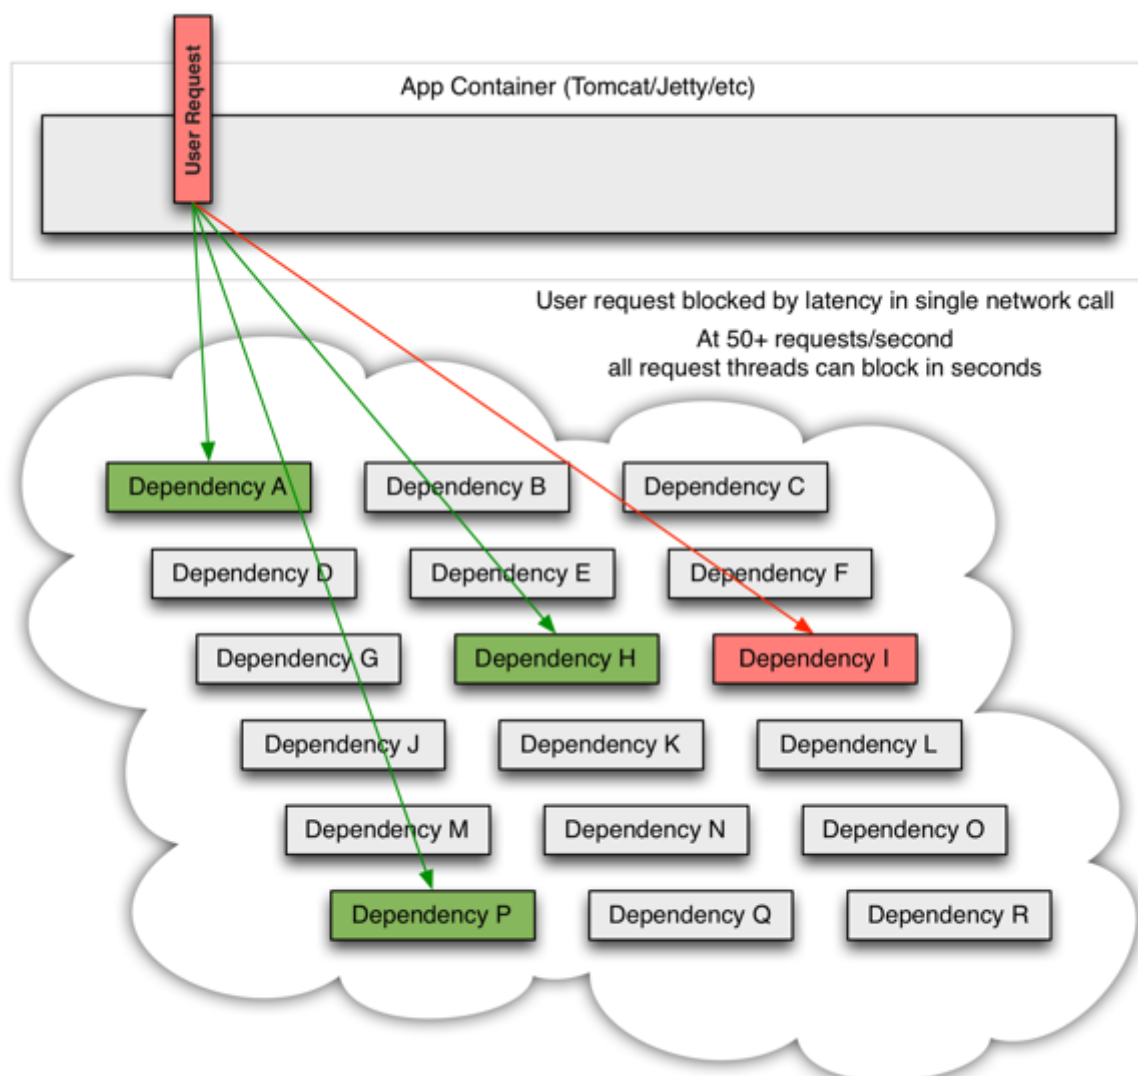 User Request
App Container (Tomcat/Jetty/etc)
User request blocked by latency in single network call
At 50+ requests/second
all request threads can block in seconds
Dependency A
Dependency B
Dependency C
Dependency D
Dependency E
Dependency F
Dependency G
Dependency H
Dependency I
Dependency J
Dependency K
Dependency L
Dependency M
Dependency N
Dependency O
Dependency P
Dependency Q
Dependency R